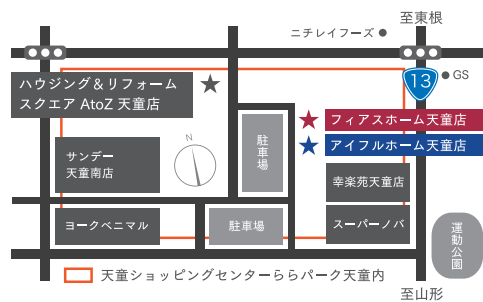 至東根
ニチレイフーズ
13
GS
ハウジング＆リフォーム
スクエア AtoZ 天童店
フィアスホーム天童店
アイフルホーム天童店
N
駐車場
サンデー
天童南店
幸楽苑天童店
ヨークベニマル
駐車場
スーパーノバ
運動公園
天童ショッピングセンターららパーク天童内
至山形